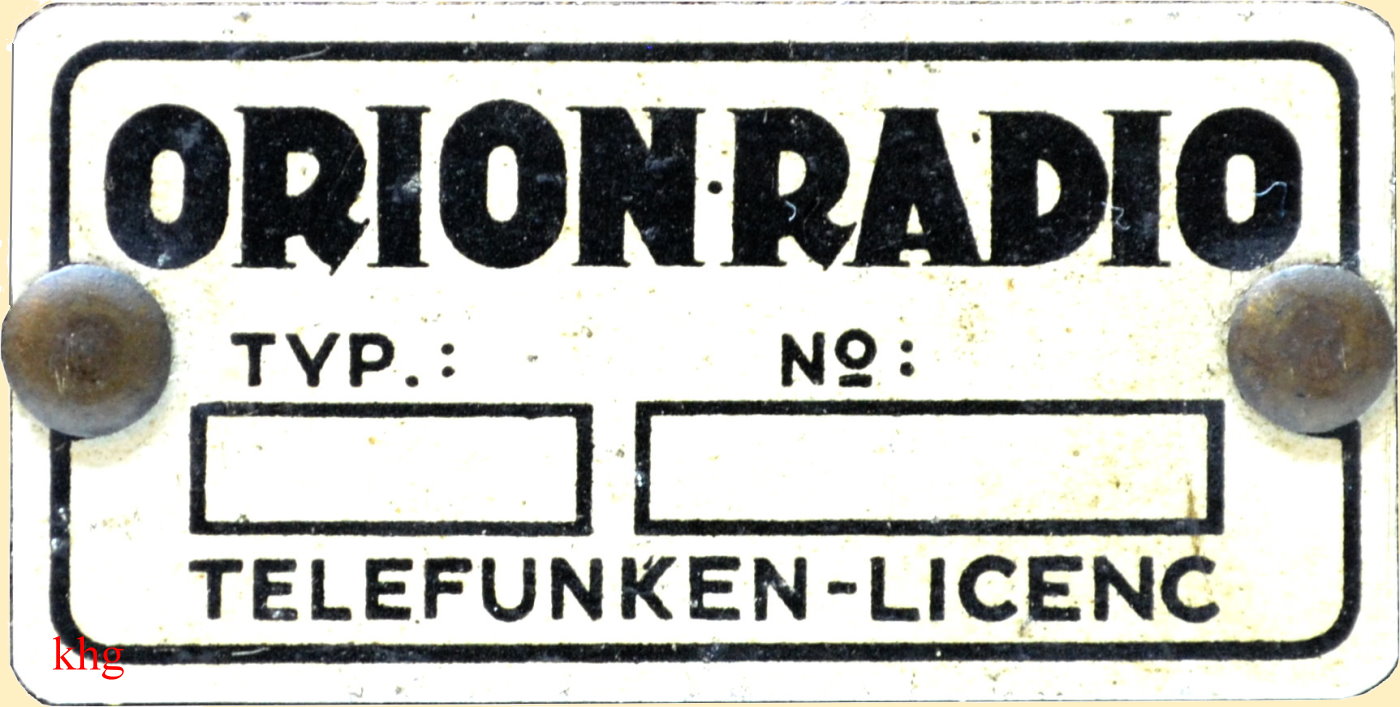 ORION·RADIO
TYP.: Nº:
TELEFUNKEN-LICENC
khg